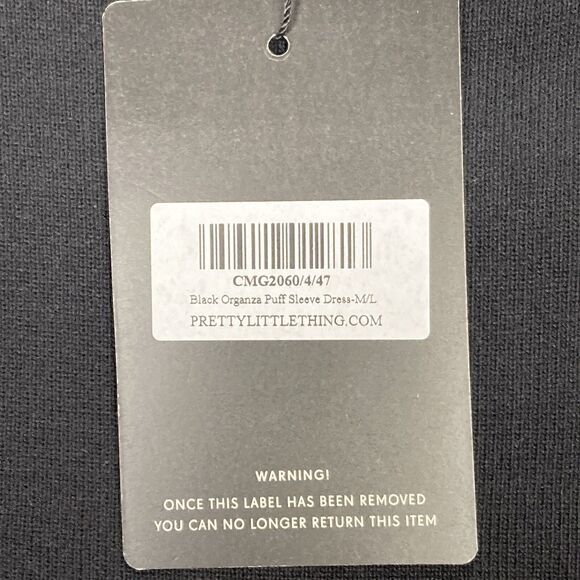 CMG2060/4/47
Black Organza Puff Sleeve Dress-M/L
PRETTYLITTLETHING.COM
WARNING!
ONCE THIS LABEL HAS BEEN REMOVED
YOU CAN NO LONGER RETURN THIS ITEM